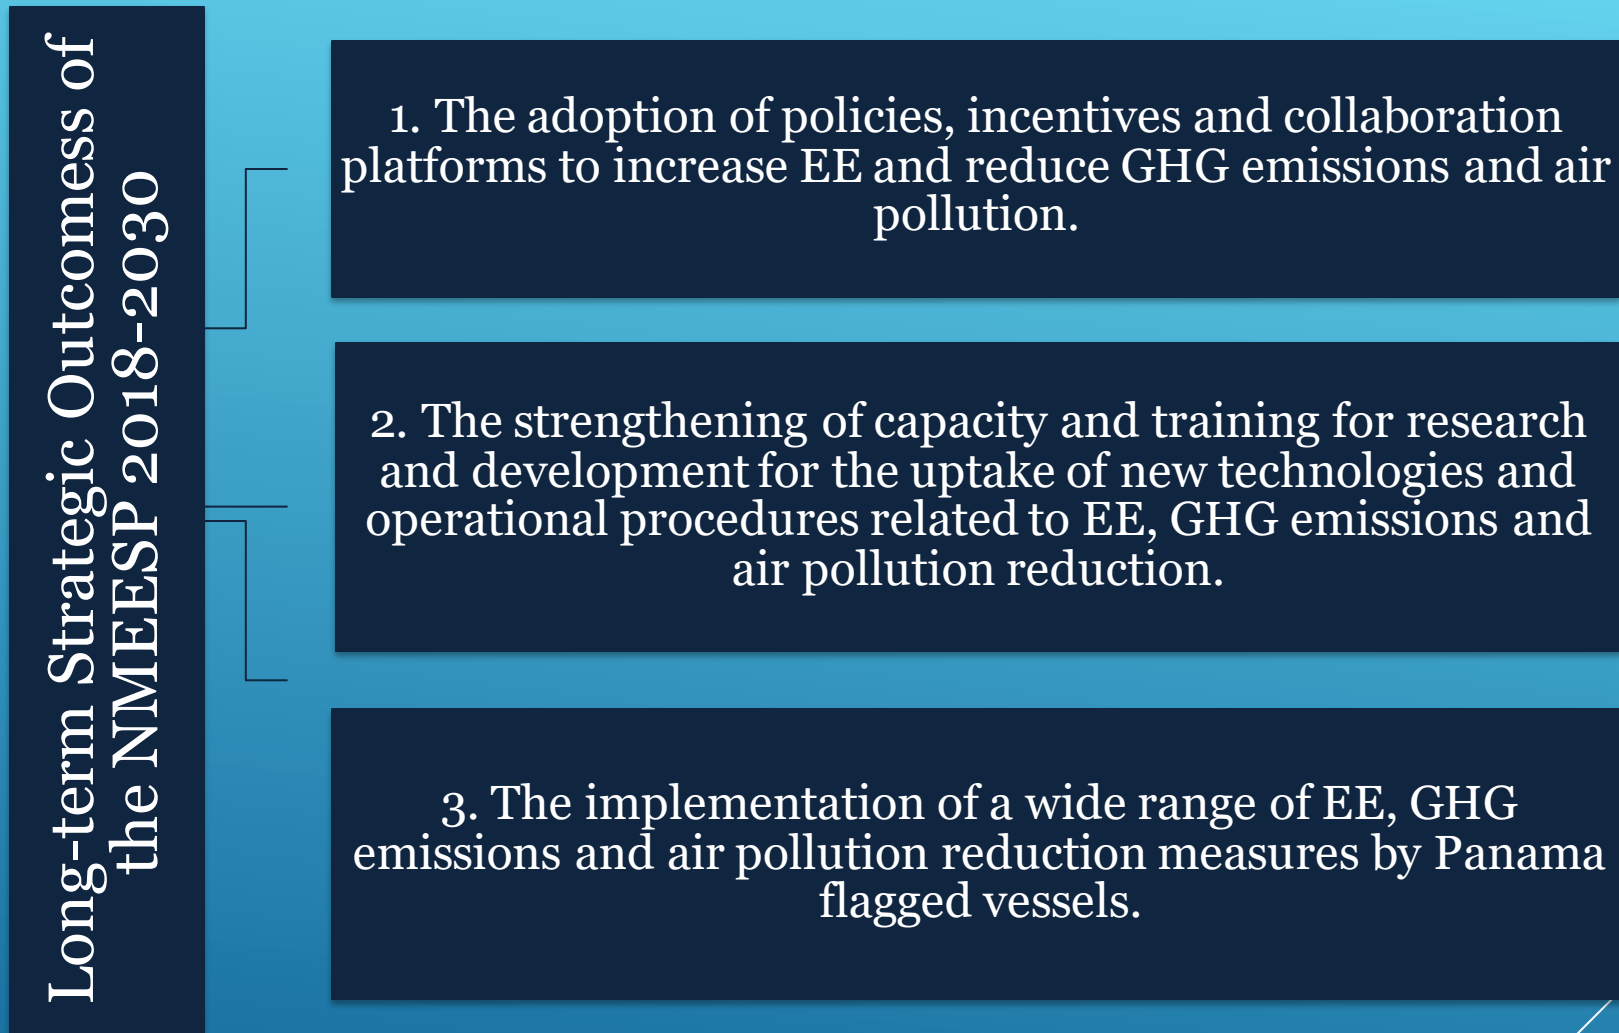 Long-term Strategic Outcomess of
the NMEESP 2018-2030
1. The adoption of policies, incentives and collaboration
platforms to increase EE and reduce GHG emissions and air
pollution.
2. The strengthening of capacity and training for research
and development for the uptake of new technologies and
operational procedures related to EE, GHG emissions and
air pollution reduction.
3. The implementation of a wide range of EE, GHG
emissions and air pollution reduction measures by Panama
flagged vessels.